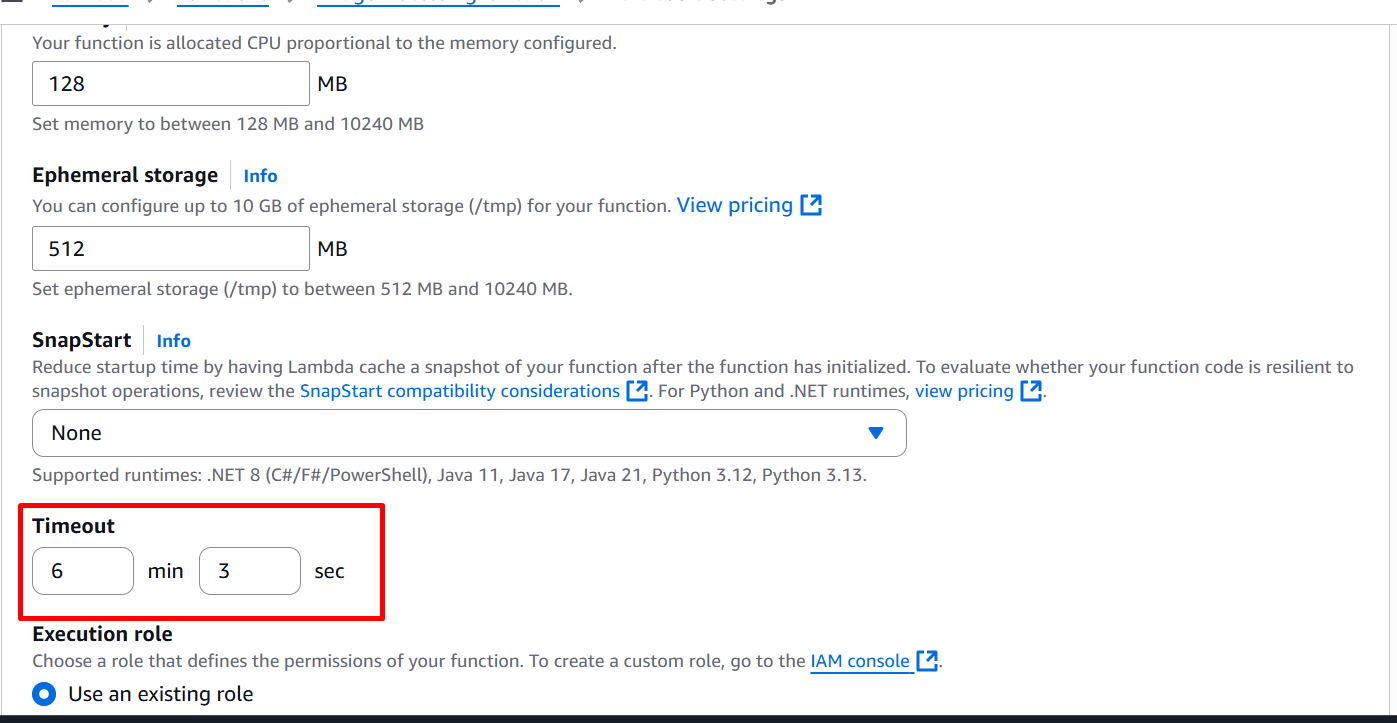 Your function is allocated CPU proportional to the memory configured.
128 MB
Set memory to between 128 MB and 10240 MB
Ephemeral storage Info
You can configure up to 10 GB of ephemeral storage (/tmp) for your function. View pricing
512 MB
Set ephemeral storage (/tmp) to between 512 MB and 10240 MB.
SnapStart Info
Reduce startup time by having Lambda cache a snapshot of your function after the function has initialized. To evaluate whether your function code is resilient to
snapshot operations, review the SnapStart compatibility considerations . For Python and .NET runtimes, view pricing .
None
Supported runtimes: .NET 8 (C#/F#/PowerShell), Java 11, Java 17, Java 21, Python 3.12, Python 3.13.
Timeout
6 min 3 sec
Execution role
Choose a role that defines the permissions of your function. To create a custom role, go to the IAM console .
Use an existing role